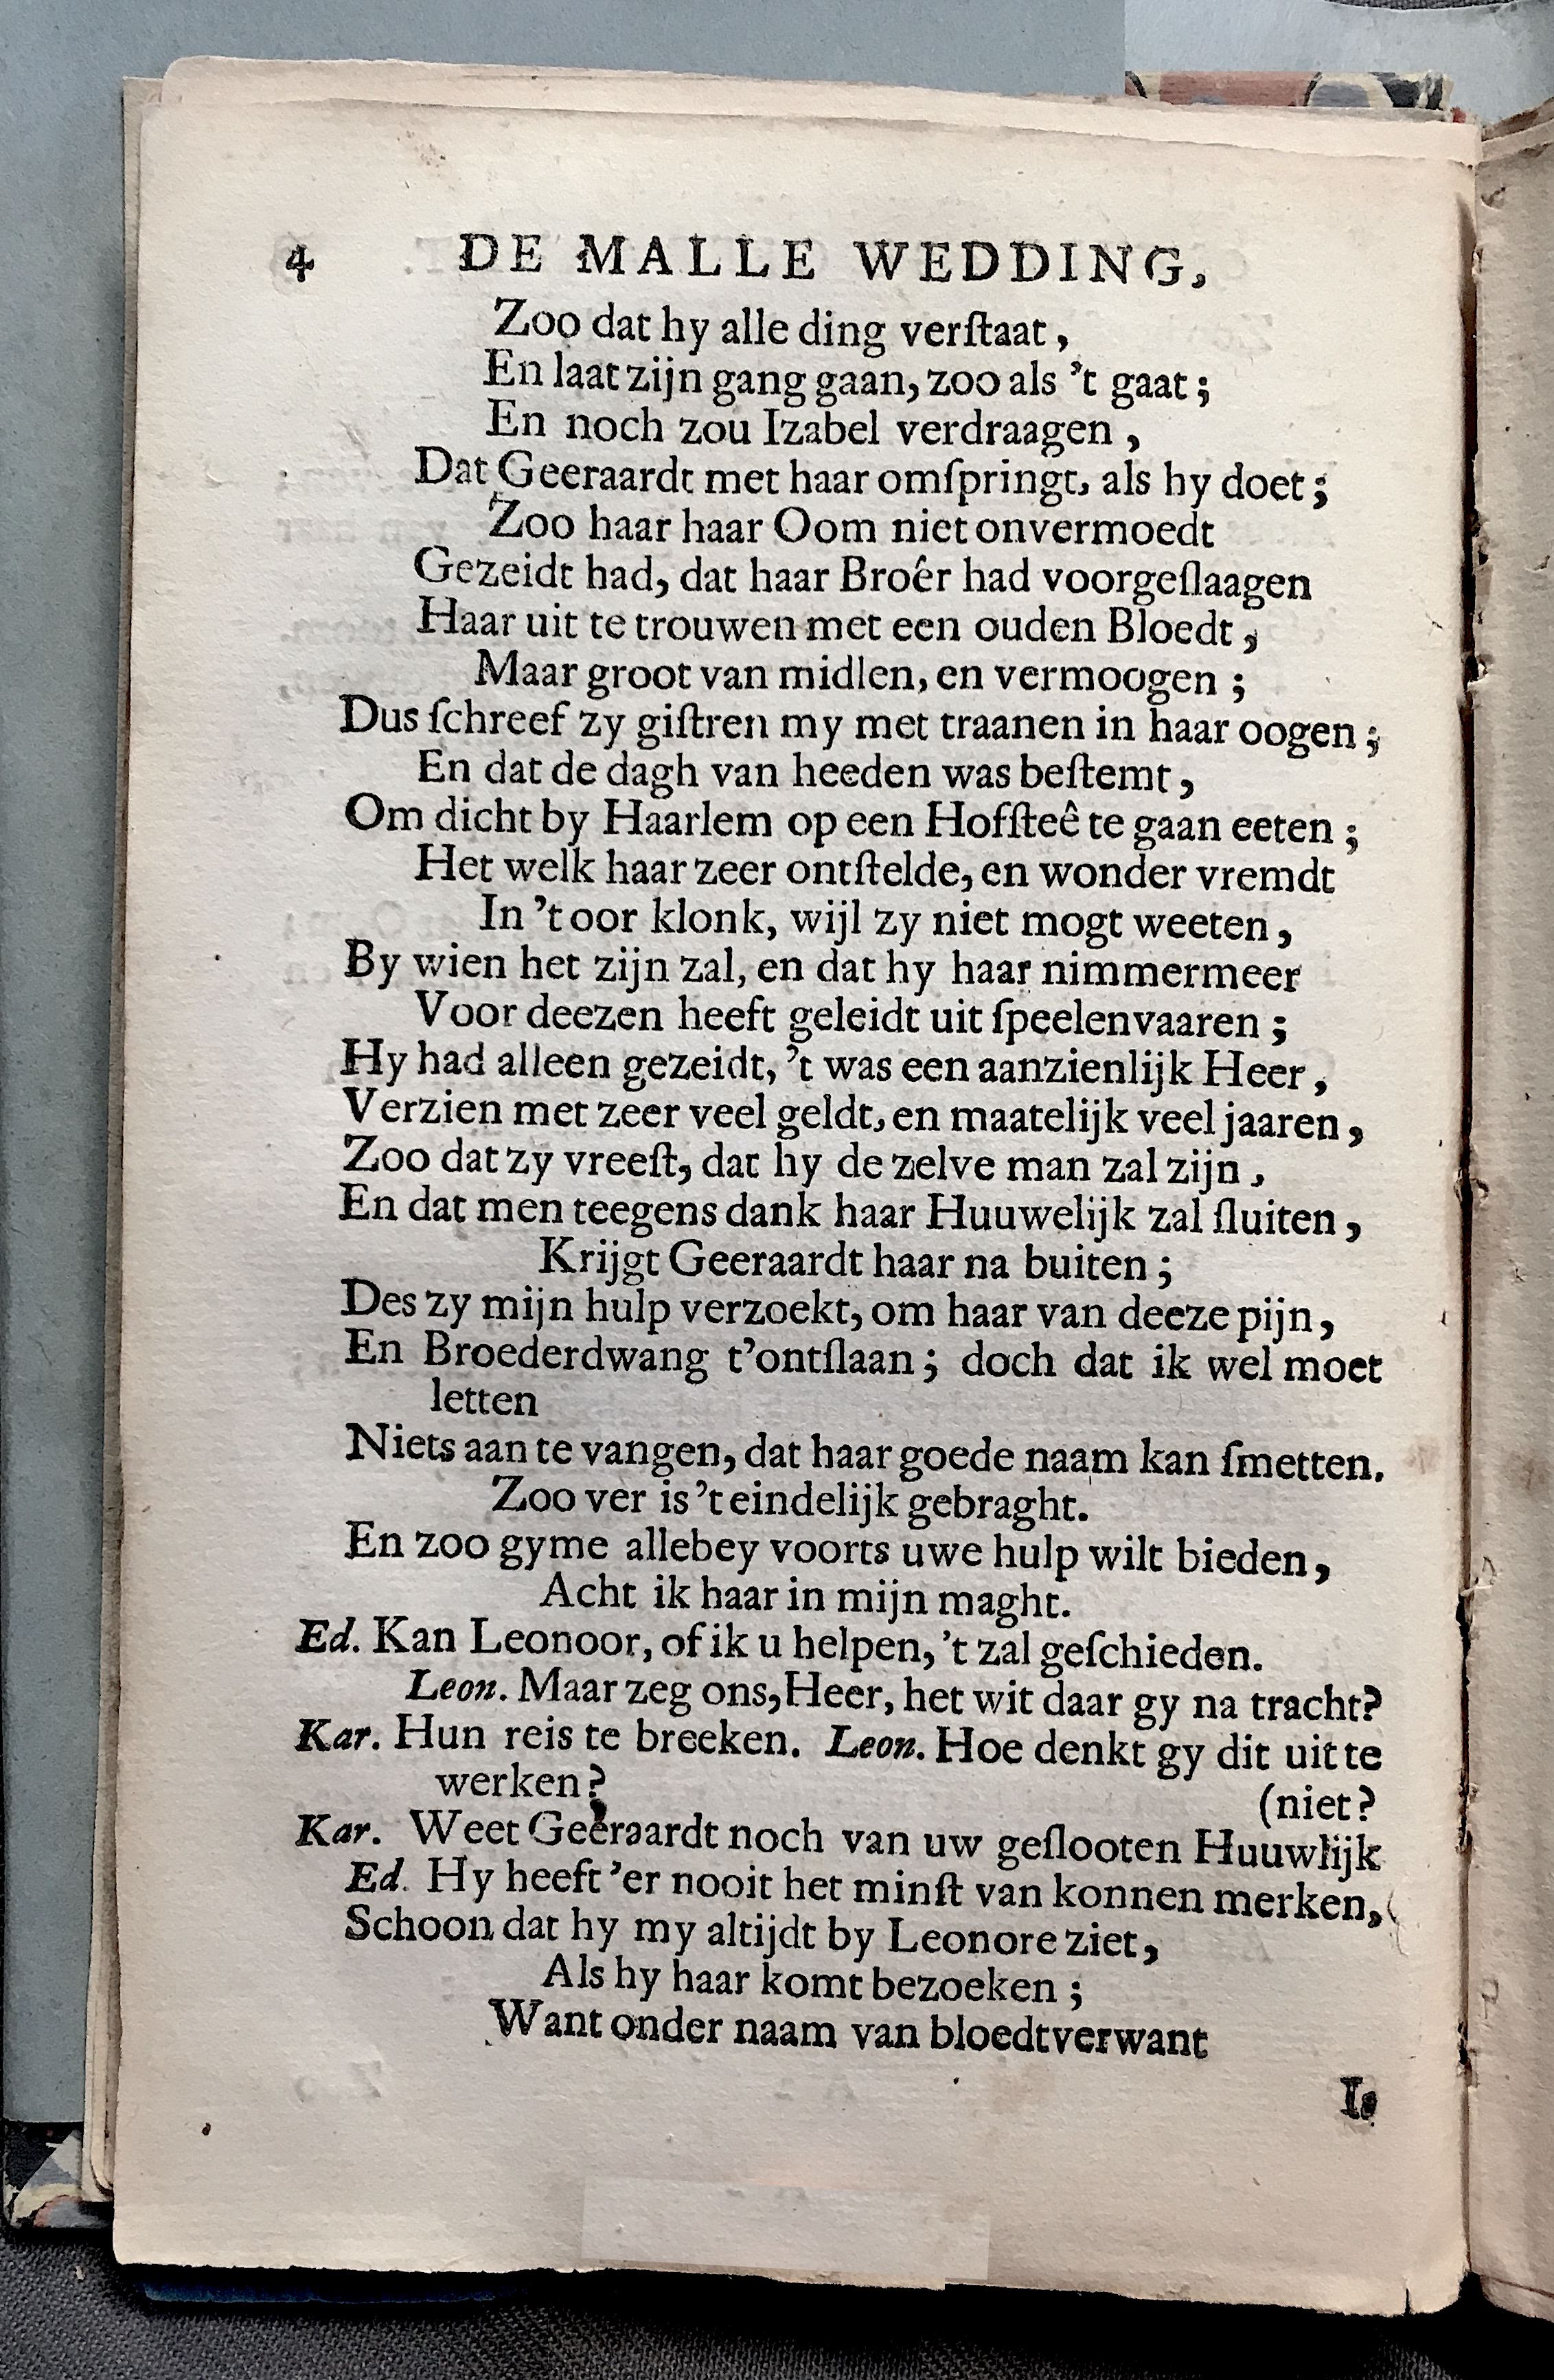 4 DE MALLE WEDDING,
Zoo dat hy alle ding verſtaat,
En laat zijn gang gaan, zoo als 't gaat;
En noch zou Izabel verdraagen,
Dat Geeraardt met haar omſpringt, als hy doet;
Zoo haar haar Oom niet onvermoedt
Gezeidt had, dat haar Broêr had voorgeſlaagen
Haar uit te trouwen met een ouden Bloedt,
Maar groot van midlen, en vermoogen;
Dus ſchreef zy giſtren my met traanen in haar oogen;
En dat de dagh van heeden was beſtemt,
Om dicht by Haarlem op een Hofſteê te gaan eeten;
Het welk haar zeer ontſtelde, en wonder vremdt
In 't oor klonk, wijl zy niet mogt weeten,
By wien het zijn zal, en dat hy haar nimmermeer
Voor deezen heeft geleidt uit ſpeelenvaaren;
Hy had alleen gezeidt, 't was een aanzienlijk Heer,
Verzien met zeer veel geldt, en maatelijk veel jaaren,
Zoo dat zy vreeſt, dat hy de zelve man zal zijn,
En dat men teegens dank haar Huuwelijk zal ſluiten,
Krijgt Geeraardt haar na buiten;
Des zy mijn hulp verzoekt, om haar van deeze pijn,
En Broederdwang t'ontſlaan; doch dat ik wel moet
letten
Niets aan te vangen, dat haar goede naam kan ſmetten.
Zoo ver is 't eindelijk gebraght.
En zoo gy me allebey voorts uwe hulp wilt bieden,
Acht ik haar in mijn maght.
Ed. Kan Leonoor, of ik u helpen, 't zal geſchieden.
Leon. Maar zeg ons, Heer, het wit daar gy na tracht?
Kar. Hun reis te breeken. Leon. Hoe denkt gy dit uit te
werken? (niet?
Kar. Weet Geeraardt noch van uw geſlooten Huuwlijk
Ed. Hy heeft 'er nooit het minſt van konnen merken,
Schoon dat hy my altijdt by Leonore ziet,
Als hy haar komt bezoeken;
Want onder naam van bloedtverwant
Is